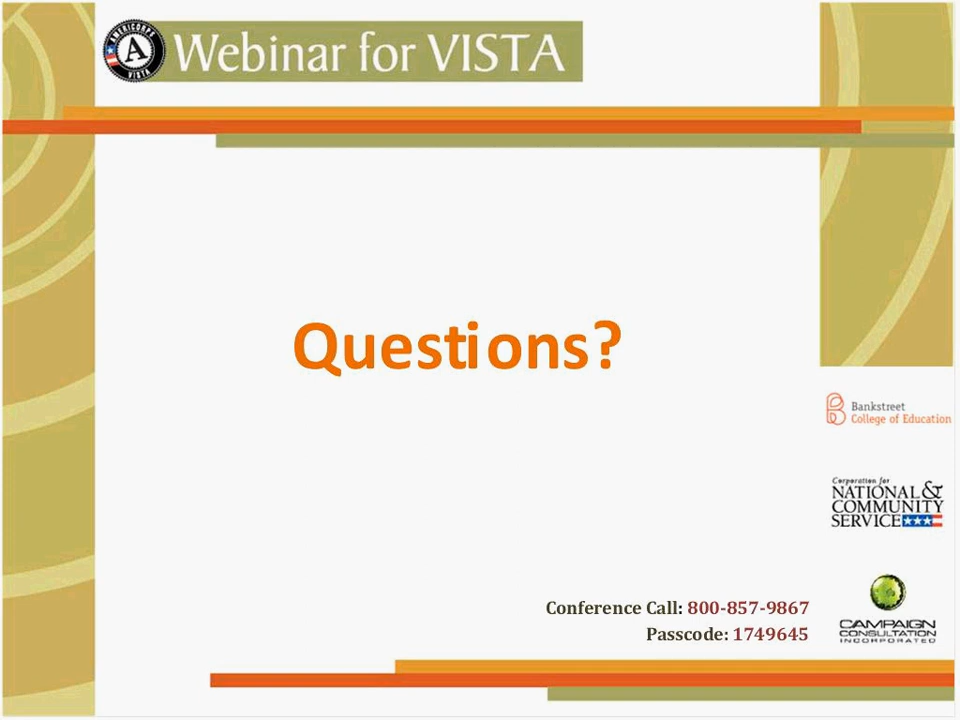 AMERICORPS
A
VISTA
Webinar for VISTA
Questions?
Bankstreet
College of Education
Corporation for
NATIONAL &
COMMUNITY
SERVICE
Conference Call: 800-857-9867
Passcode: 1749645
CAMPAIGN
CONSULTATION
INCORPORATED